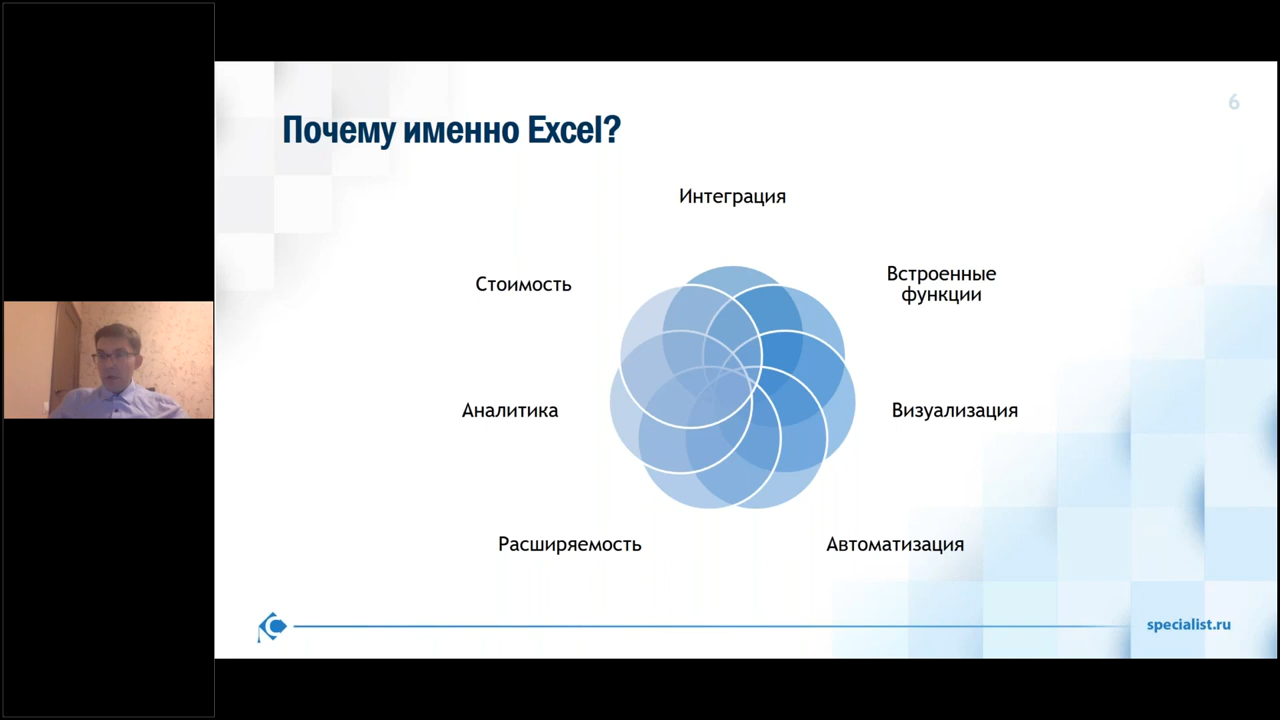 6
Почему именно Excel?
Интеграция
Встроенные
функции
Стоимость
Аналитика
Визуализация
Расширяемость
Автоматизация
specialist.ru